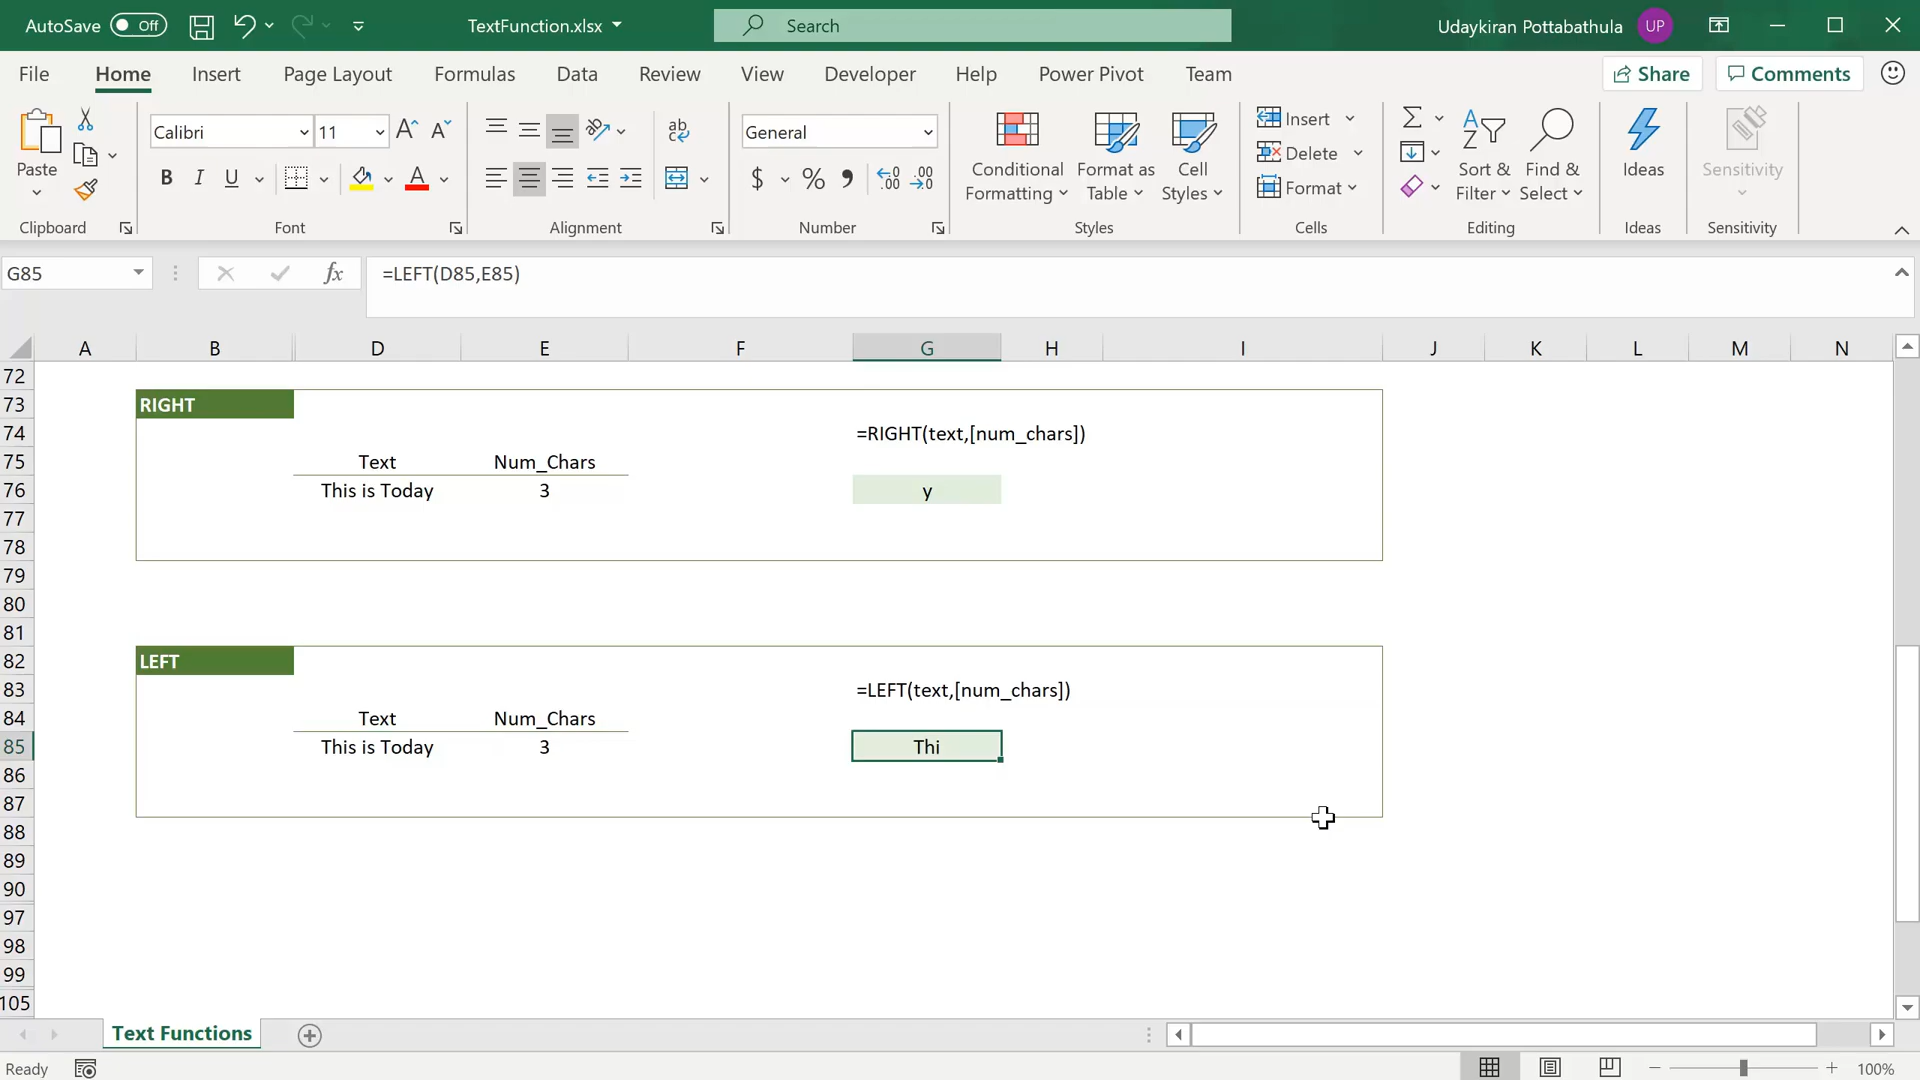 AutoSave Off TextFunction.xlsx Search Udaykiran Pottabathula UP
File Home Insert Page Layout Formulas Data Review View Developer Help Power Pivot Team Share Comments
Paste
Clipboard
Calibri 11 A A
B I U A
Font
ab
c
Alignment
General
$ % , .0 .00 .00 .0
Number
Conditional Formatting
Format as Table
Cell Styles
Styles
Insert
Delete
Format
Cells
Σ
A
Z
Sort & Filter
Find & Select
Editing
Ideas
Ideas
Sensitivity
Sensitivity
G85 fx =LEFT(D85,E85)
A B D E F G H I J K L M N
72
73 RIGHT
74 =RIGHT(text,[num_chars])
75 Text Num_Chars
76 This is Today 3 y
77
78
79
80
81
82 LEFT
83 =LEFT(text,[num_chars])
84 Text Num_Chars
85 This is Today 3 Thi
86
87
88
89
90
97
98
99
105
Text Functions
Ready 100%